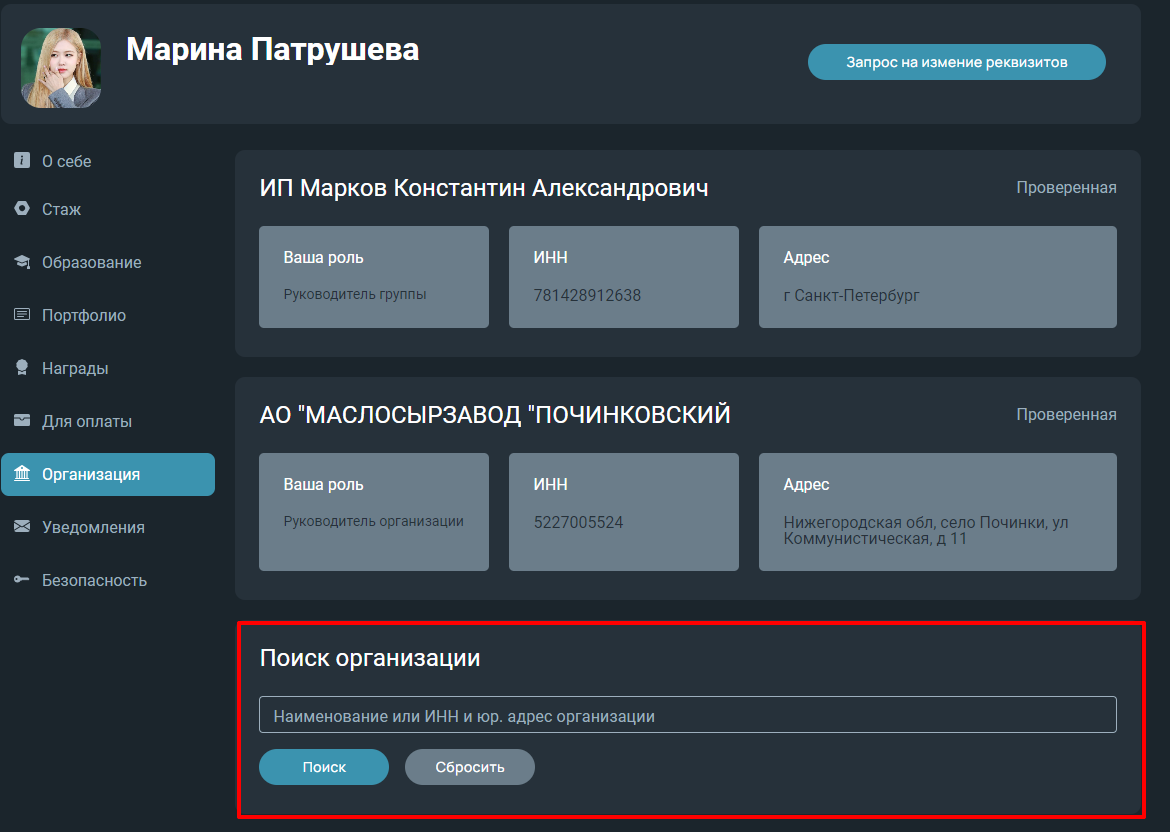 Марина Патрушева
Запрос на измение реквизитов
О себе
Стаж
Образование
Портфолио
Награды
Для оплаты
Организация
Уведомления
Безопасность
ИП Марков Константин Александрович
Проверенная
Ваша роль
Руководитель группы
ИНН
781428912638
Адрес
г Санкт-Петербург
АО "МАСЛОСЫРЗАВОД "ПОЧИНКОВСКИЙ
Проверенная
Ваша роль
Руководитель организации
ИНН
5227005524
Адрес
Нижегородская обл, село Починки, ул
Коммунистическая, д 11
Поиск организации
Наименование или ИНН и юр. адрес организации
Поиск
Сбросить